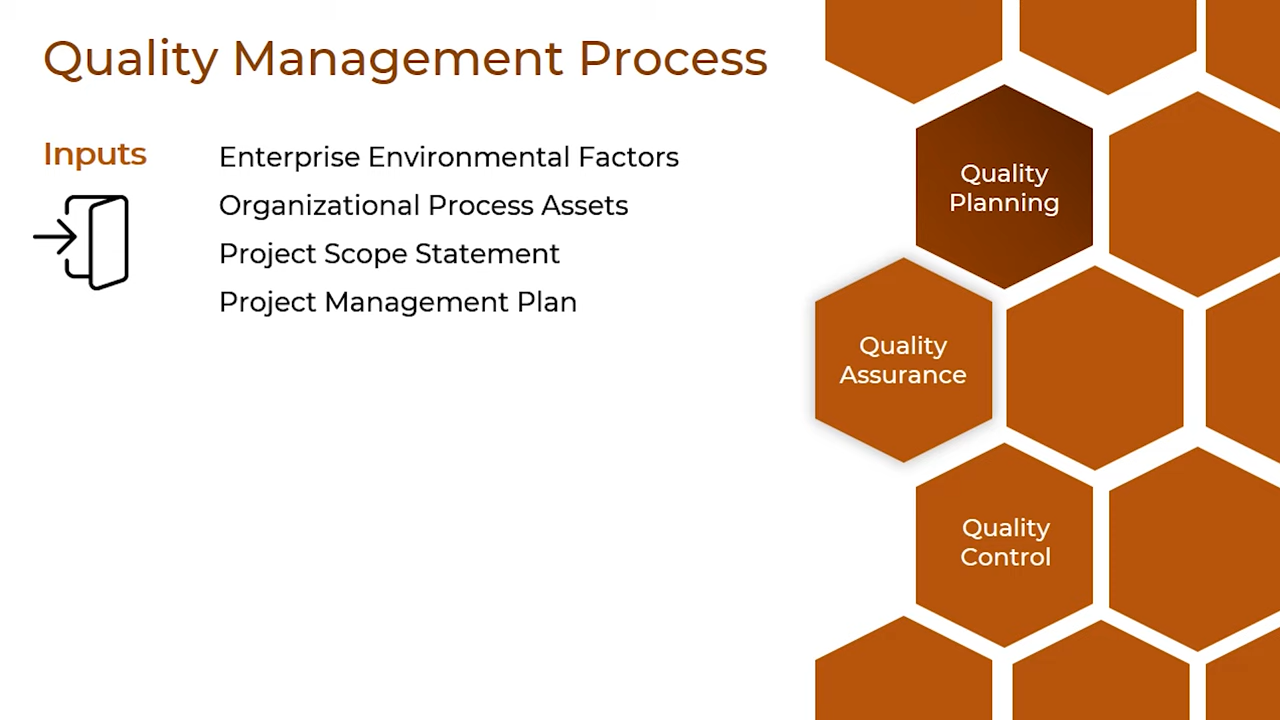 Quality Management Process
Inputs
Enterprise Environmental Factors
Organizational Process Assets
Project Scope Statement
Project Management Plan
Quality
Planning
Quality
Assurance
Quality
Control